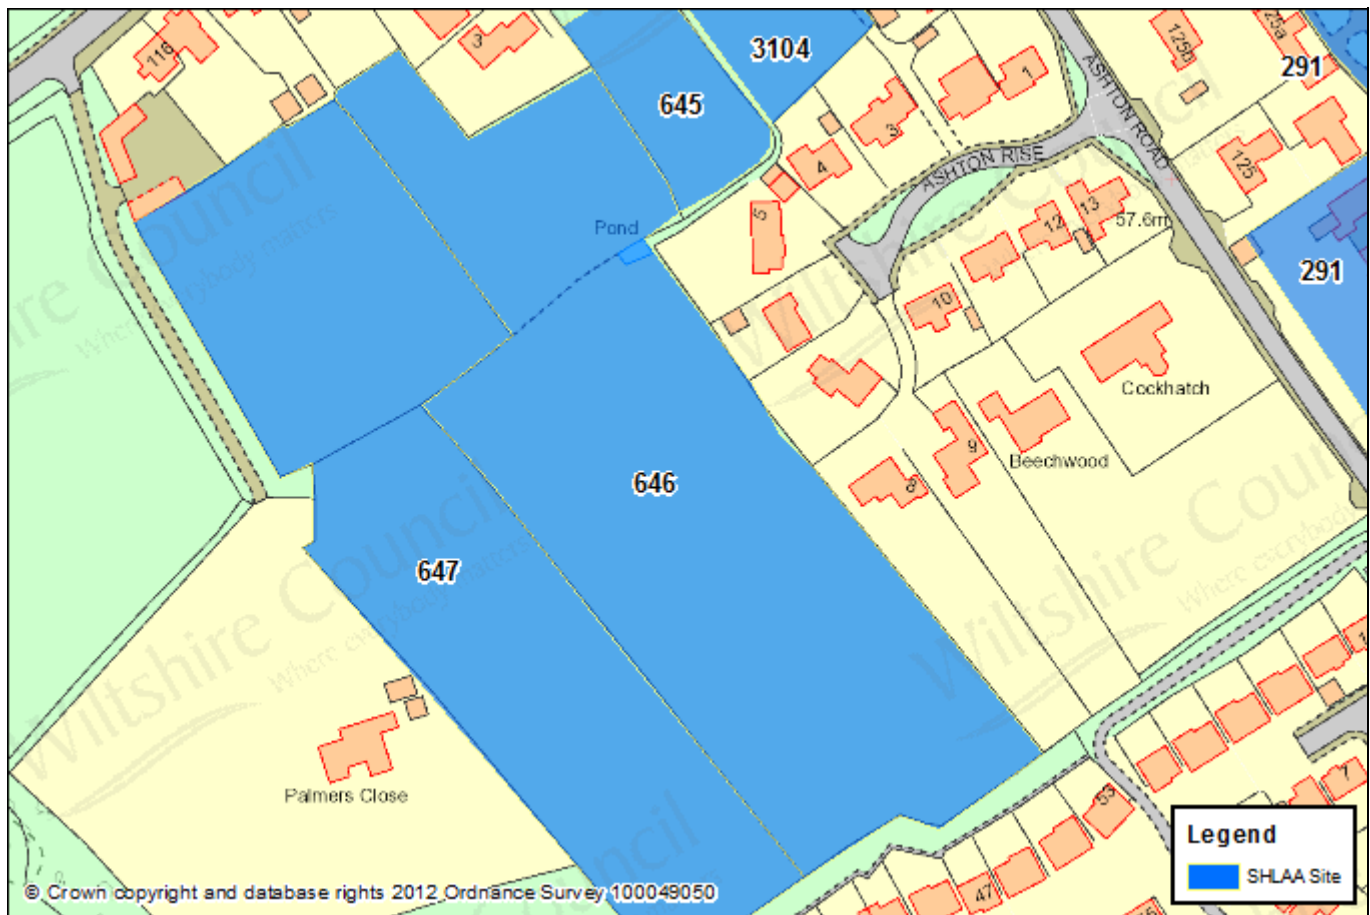 116
3
3104
645
1
3
4
5
125b
25a
291
ASHTON ROAD
ASHTON RISE
125
13
12
57.6m
Pond
291
10
Cockhatch
9
Beechwood
8
646
647
Palmers Close
53
47
7
Wiltshire Council
Where everybody matters
Legend
SHLAA Site
© Crown copyright and database rights 2012 Ordnance Survey 100049050